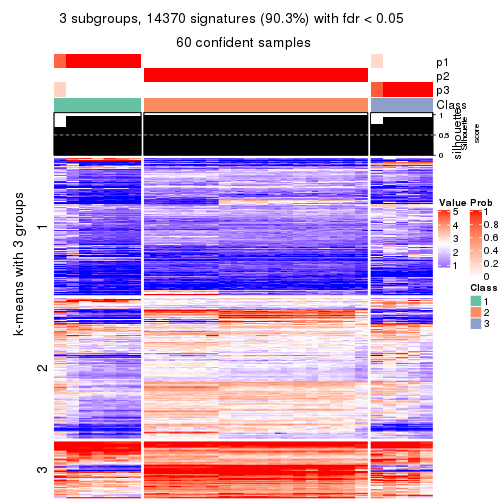 3 subgroups, 14370 signatures (90.3%) with fdr < 0.05
60 confident samples
p1
p2
p3
Class
1
0.5
0
silhouette
Silhouette
score
k-means with 3 groups
1
2
3
Value
5
4
3
2
1
Prob
1
0.8
0.6
0.4
0.2
0
Class
1
2
3